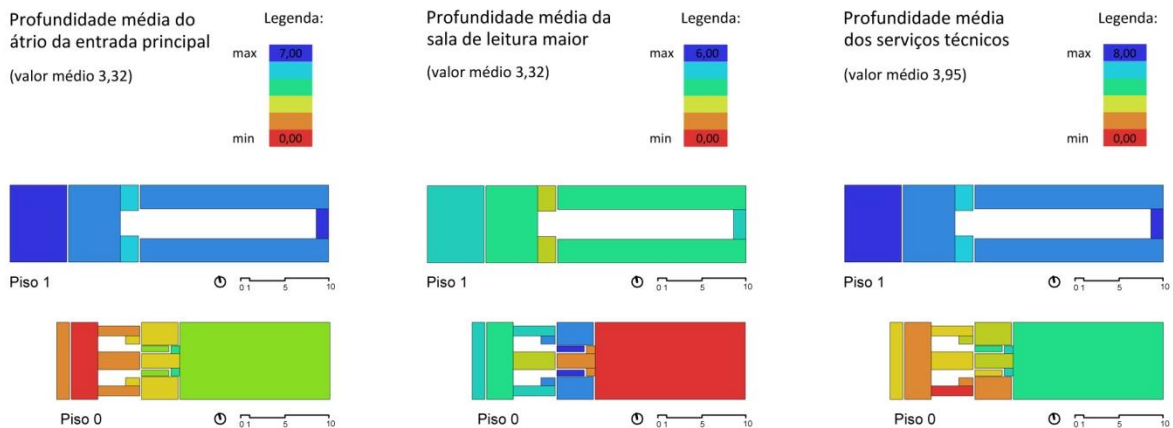 Profundidade média do
átrio da entrada principal
(valor médio 3,32)
Legenda:
max 7,00
min 0,00
Piso 1
0 1 5 10
Piso 0
0 1 5 10
Profundidade média da
sala de leitura maior
(valor médio 3,32)
Legenda:
max 6,00
min 0,00
Piso 1
0 1 5 10
Piso 0
0 1 5 10
Profundidade média
dos serviços técnicos
(valor médio 3,95)
Legenda:
max 8,00
min 0,00
Piso 1
0 1 5 10
Piso 0
0 1 5 10